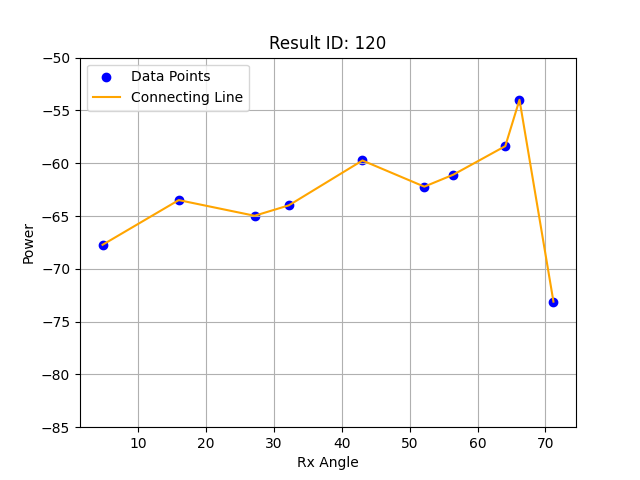 Result ID: 120
Data Points
Connecting Line
Power
−50
−55
−60
−65
−70
−75
−80
−85
10 20 30 40 50 60 70
Rx Angle